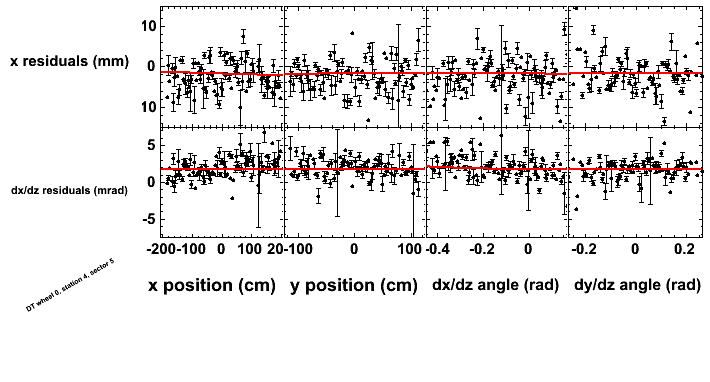 10
x residuals (mm) 0
10
5
dx/dz residuals (mrad) 0
-5
-200-100 0 100 20-100 0 100 -0.4 -0.2 0 -0.2 0 0.2
x position (cm) y position (cm) dx/dz angle (rad) dy/dz angle (rad)
DT wheel 0, station 4, sector 5